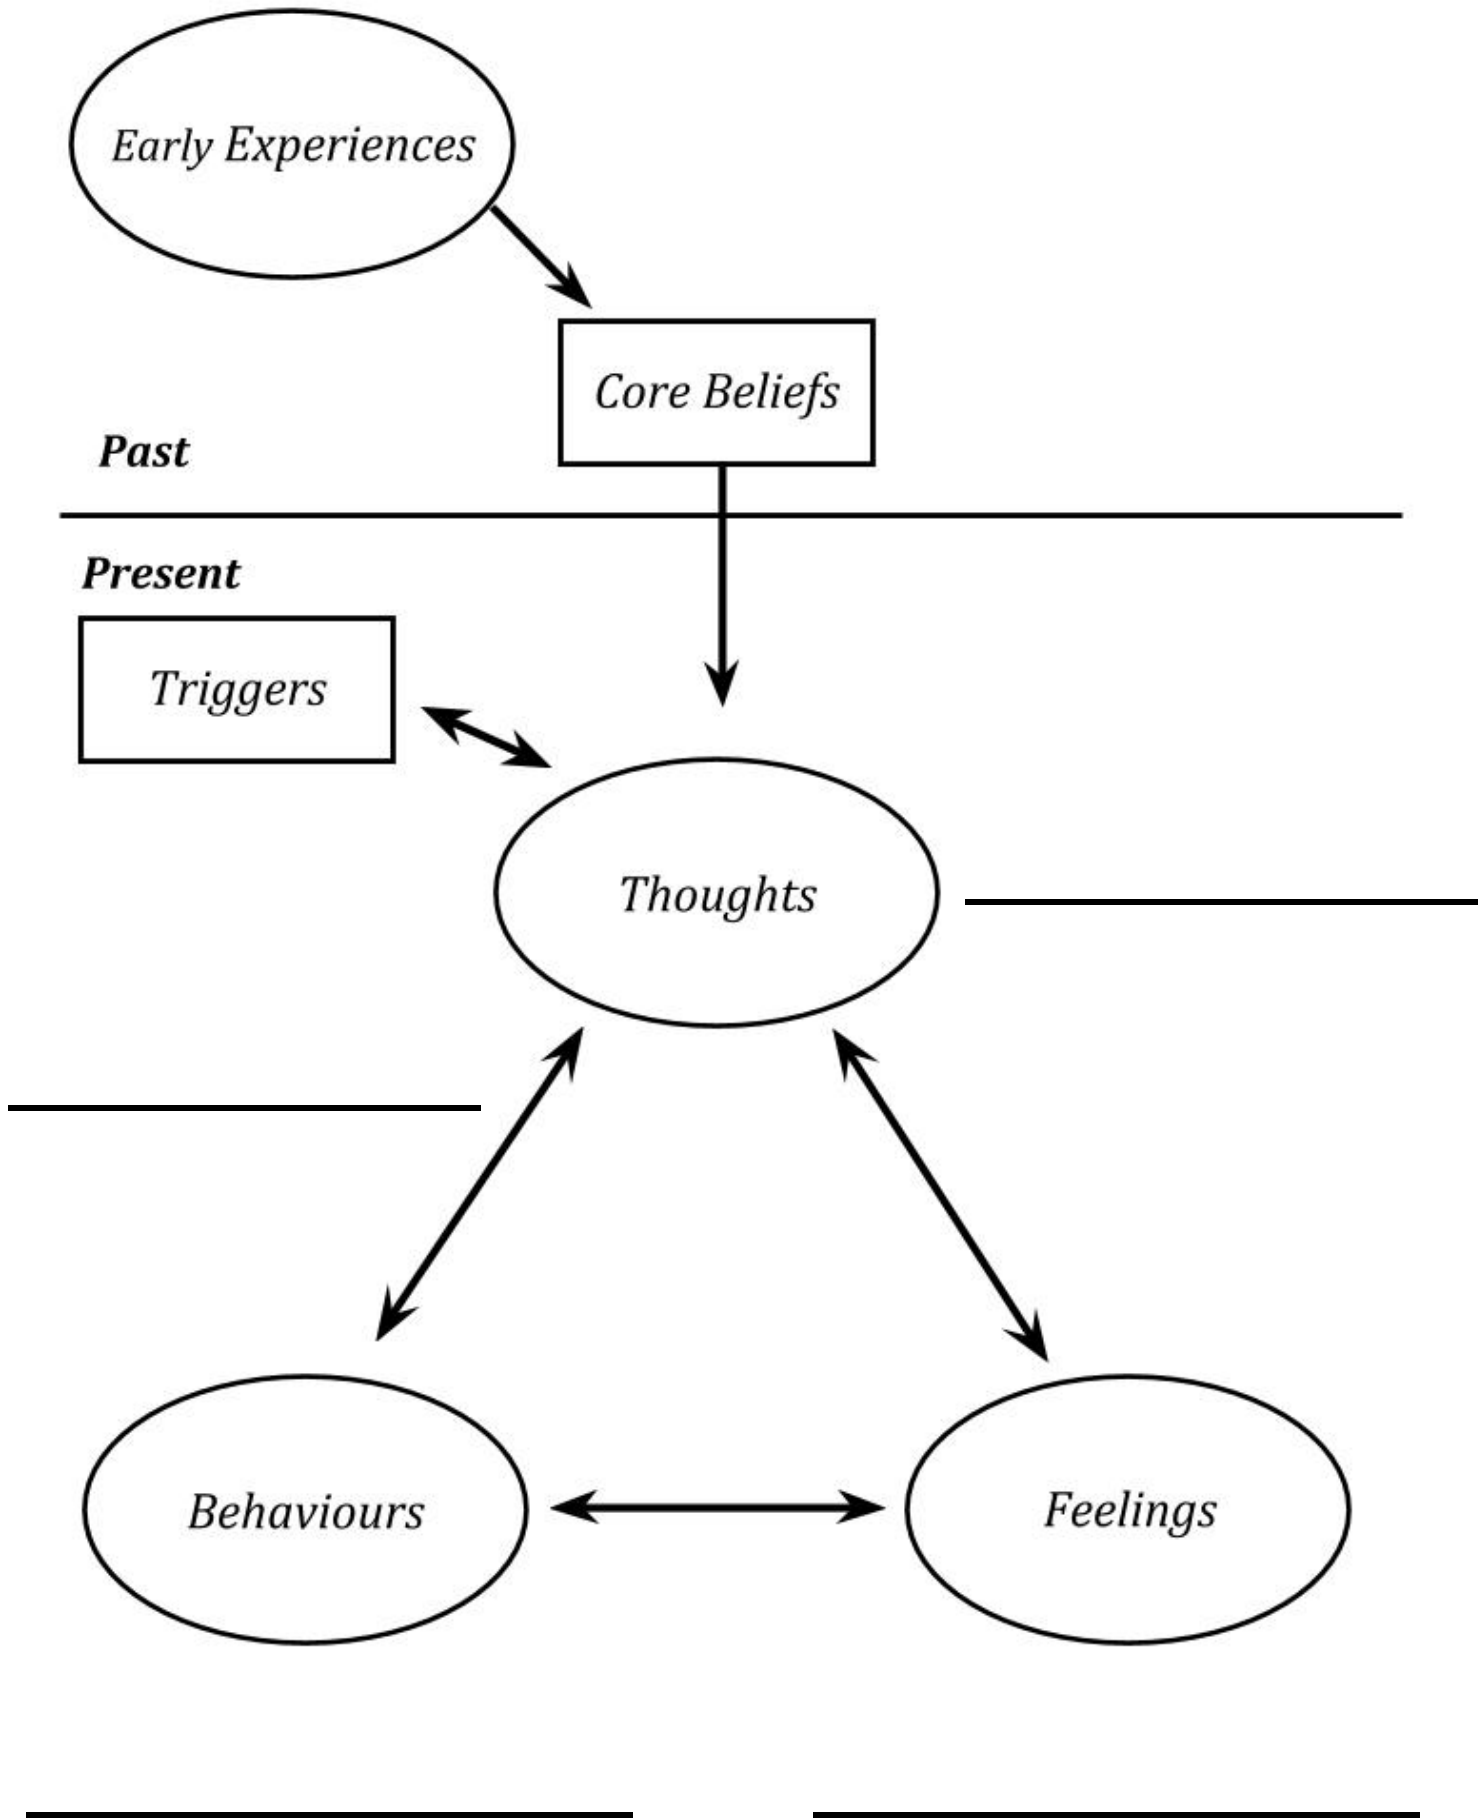 Early Experiences
Core Beliefs
Past
Present
Triggers
Thoughts
Behaviours
Feelings